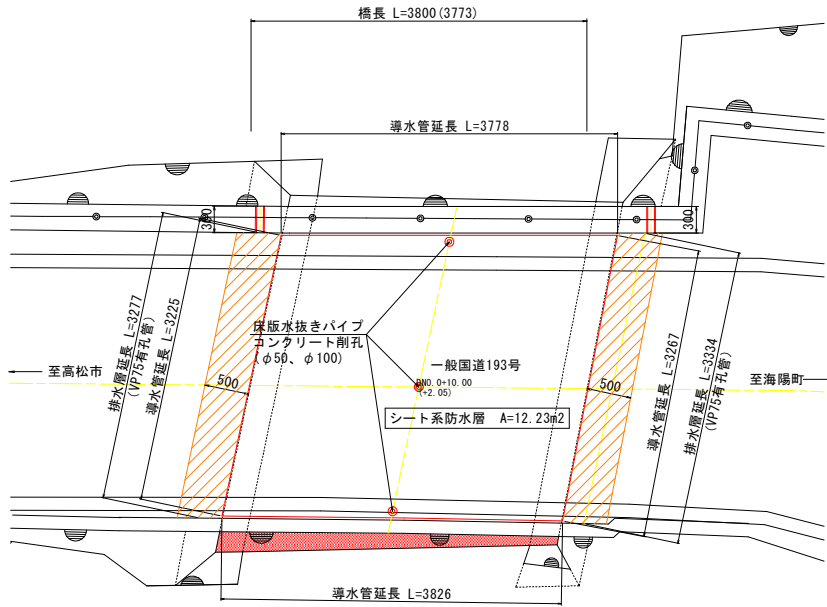 橋長 L=3800(3773)
導水管延長 L=3778
300
300
排水層延長 L=3277
(VP75有孔管)
導水管延長 L=3225
床版水抜きパイプ
コンクリート削孔
(φ50、φ100)
一般国道193号
至高松市
500
BNO.0+10.00
(+2.05)
500
至海陽町
シート系防水層 A=12.23m2
導水管延長 L=3267
排水層延長 L=3334
(VP75有孔管)
導水管延長 L=3826